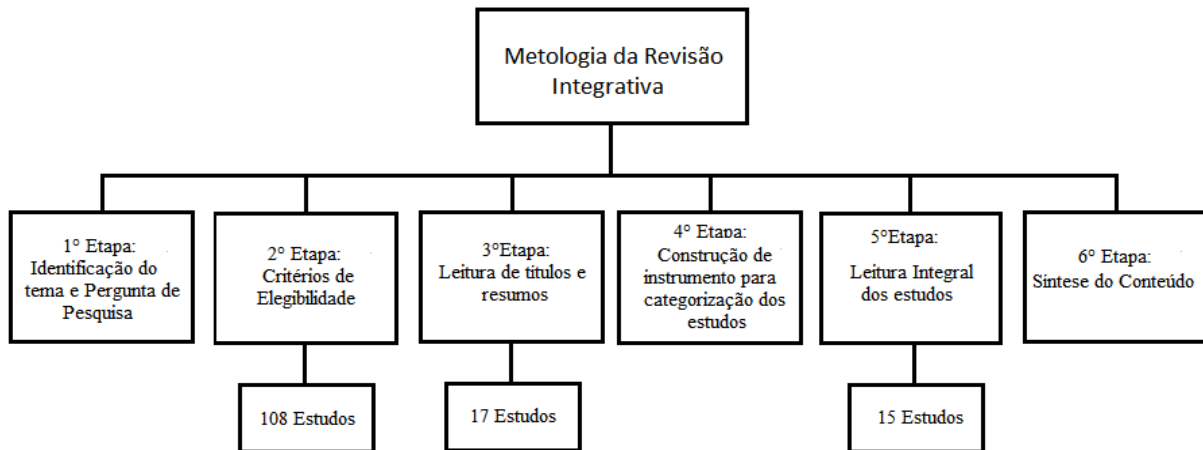 Metologia da Revisão
Integrativa
1° Etapa:
Identificação do
tema e Pergunta de
Pesquisa
2° Etapa:
Critérios de
Elegibilidade
3°Etapa:
Leitura de titulos e
resumos
4° Etapa:
Construção de
instrumento para
categorização dos
estudos
5°Etapa:
Leitura Integral
dos estudos
6° Etapa:
Sintese do Conteúdo
108 Estudos
17 Estudos
15 Estudos